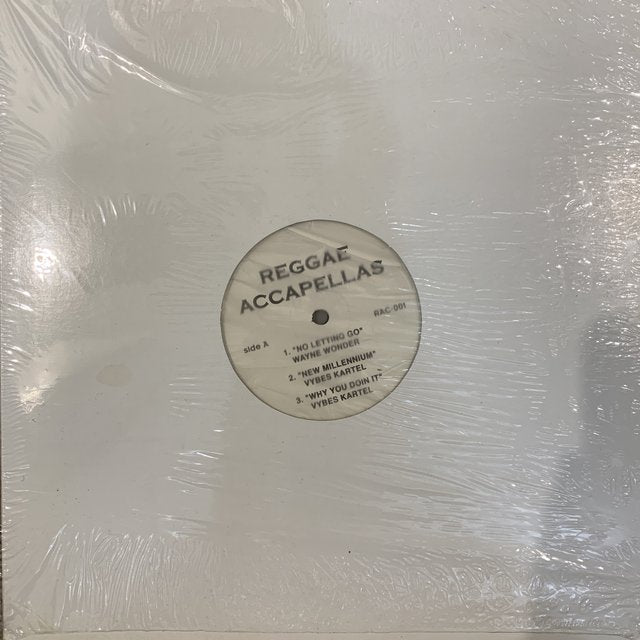 REGGAE
ACCAPELLAS
RAC-001
side A
1. "NO LETTING GO"
WAYNE WONDER
2. "NEW MILLENNIUM"
VYBES KARTEL
3. "WHY YOU DOIN IT"
VYBES KARTEL